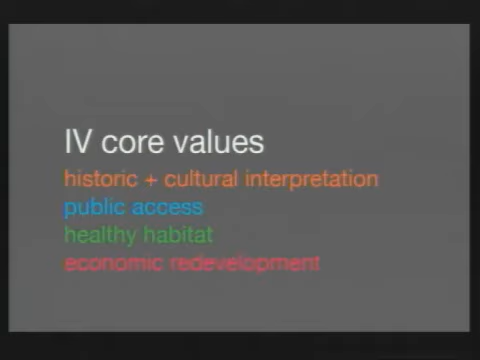 IV core values
historic + cultural interpretation
public access
healthy habitat
economic redevelopment